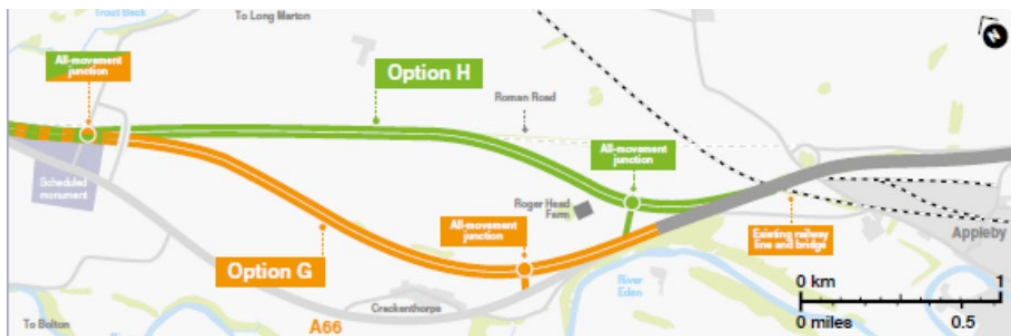 Trout Beck
To Long Marton
All-movement
junction
Option H
N
Roman Road
All-movement
junction
Scheduled
monument
Roger Head
Farm
All-movement
junction
Existing railway
line and bridge
Appleby
Option G
River
Eden
0 km
1
Crackenthorpe
To Bolton
A66
0 miles
0.5